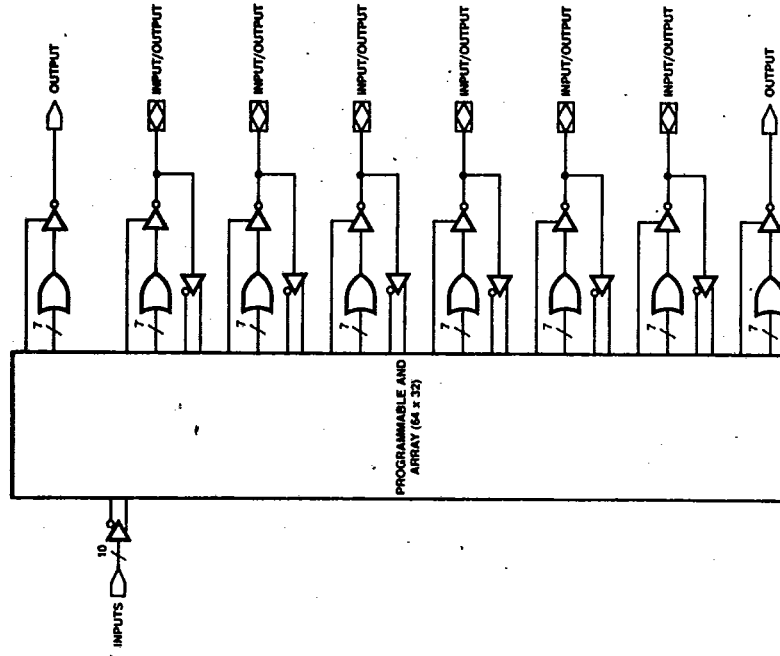 OUTPUT
INPUT/OUTPUT
INPUT/OUTPUT
INPUT/OUTPUT
INPUT/OUTPUT
INPUT/OUTPUT
INPUT/OUTPUT
OUTPUT
7
7
7
7
7
7
7
7
PROGRAMMABLE AND
ARRAY (64 x 32)
10
INPUTS